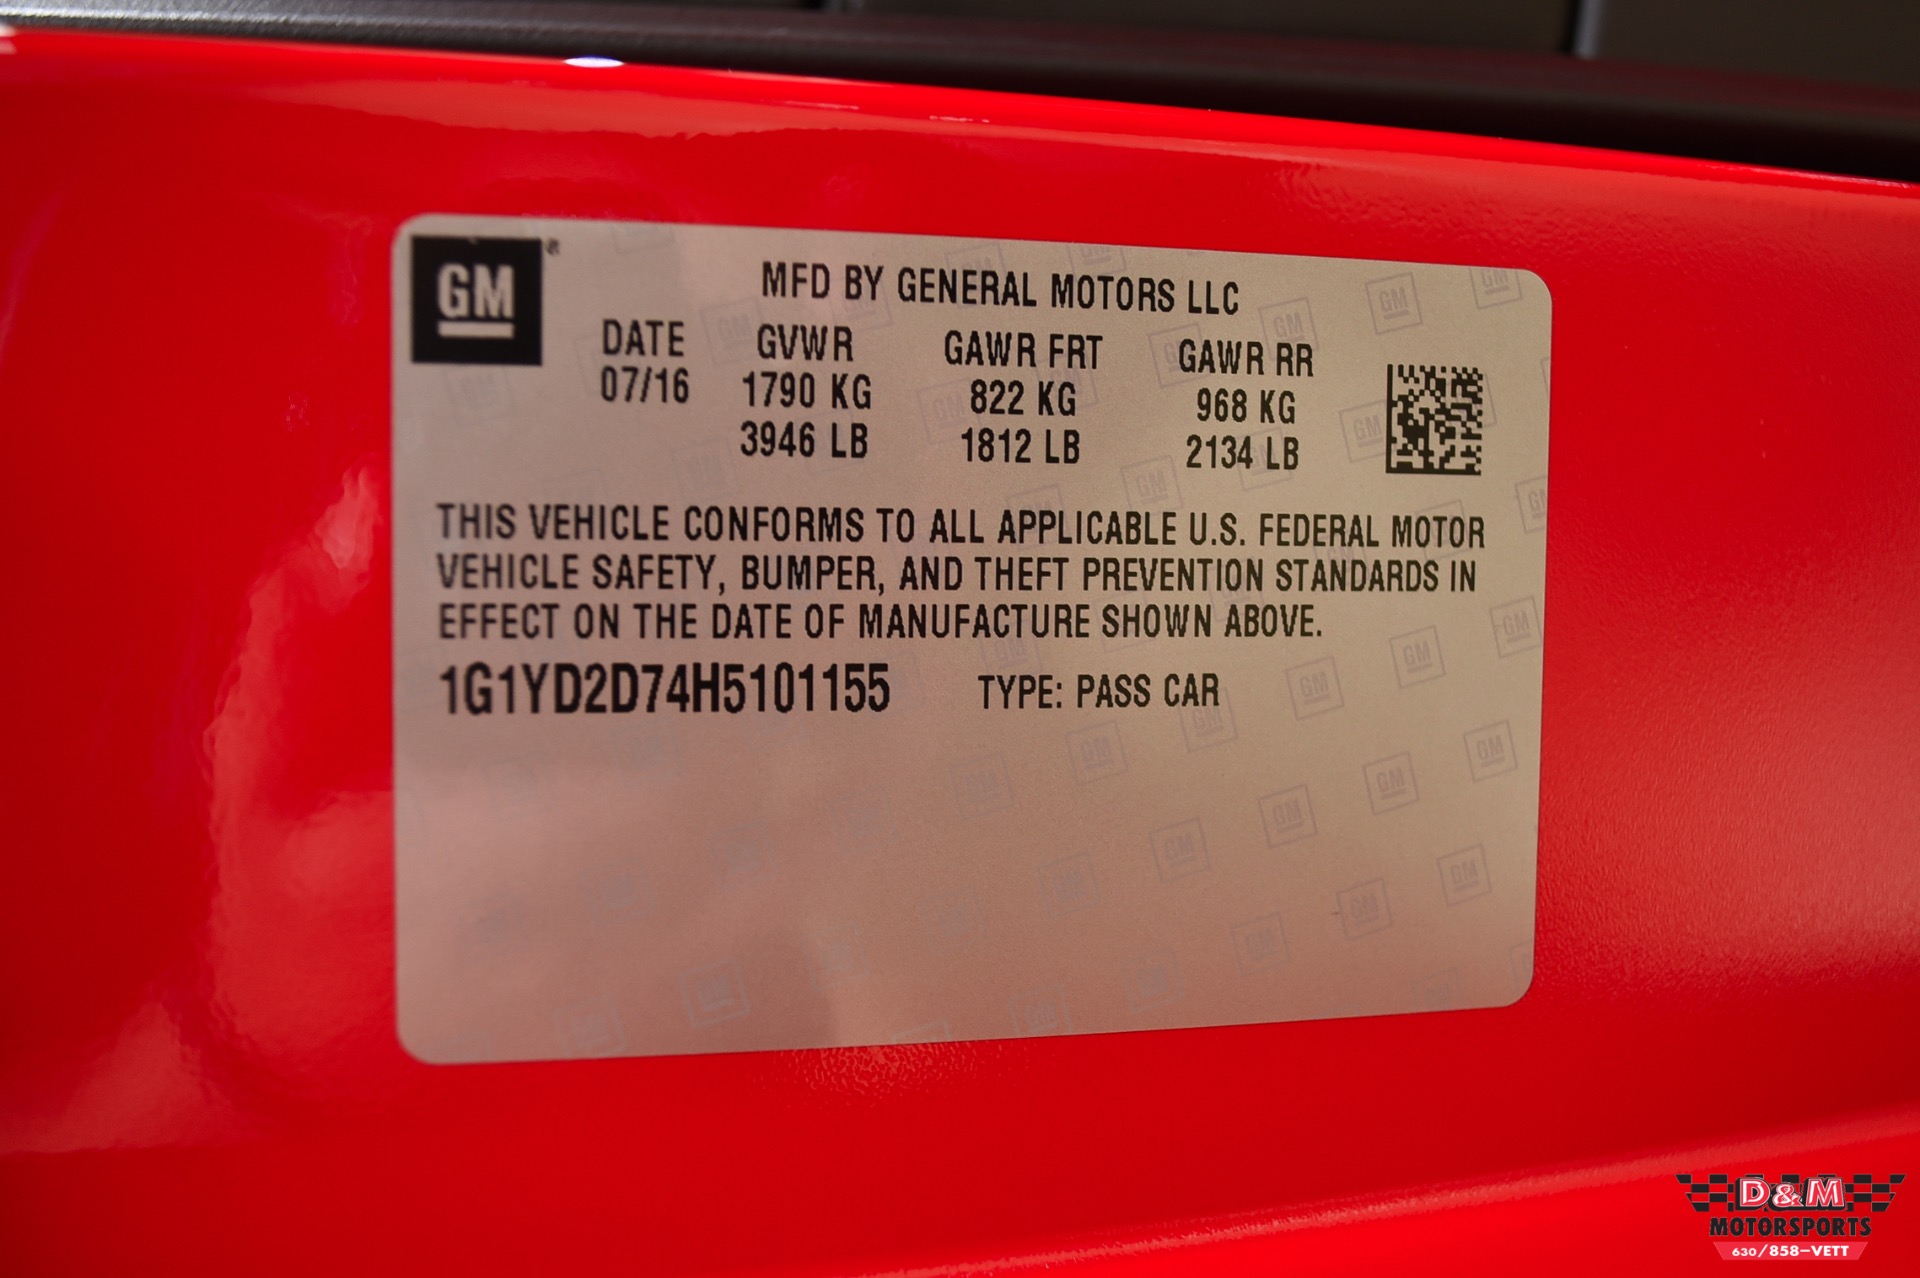 GM
MFD BY GENERAL MOTORS LLC
DATE GVWR GAWR FRT GAWR RR
07/16 1790 KG 822 KG 968 KG
3946 LB 1812 LB 2134 LB
THIS VEHICLE CONFORMS TO ALL APPLICABLE U.S. FEDERAL MOTOR
VEHICLE SAFETY, BUMPER, AND THEFT PREVENTION STANDARDS IN
EFFECT ON THE DATE OF MANUFACTURE SHOWN ABOVE.
1G1YD2D74H5101155 TYPE: PASS CAR
D&M
MOTORSPORTS
630/858-VETT